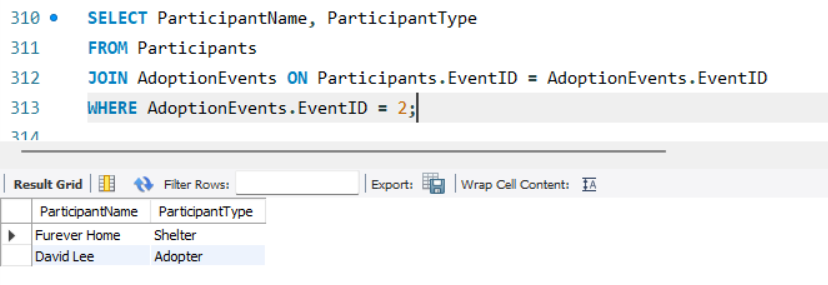 310 SELECT ParticipantName, ParticipantType
311 FROM Participants
312 JOIN AdoptionEvents ON Participants.EventID = AdoptionEvents.EventID
313 WHERE AdoptionEvents.EventID = 2;
314
Result Grid Filter Rows: Export: Wrap Cell Content: IA
ParticipantName ParticipantType
Furever Home Shelter
David Lee Adopter